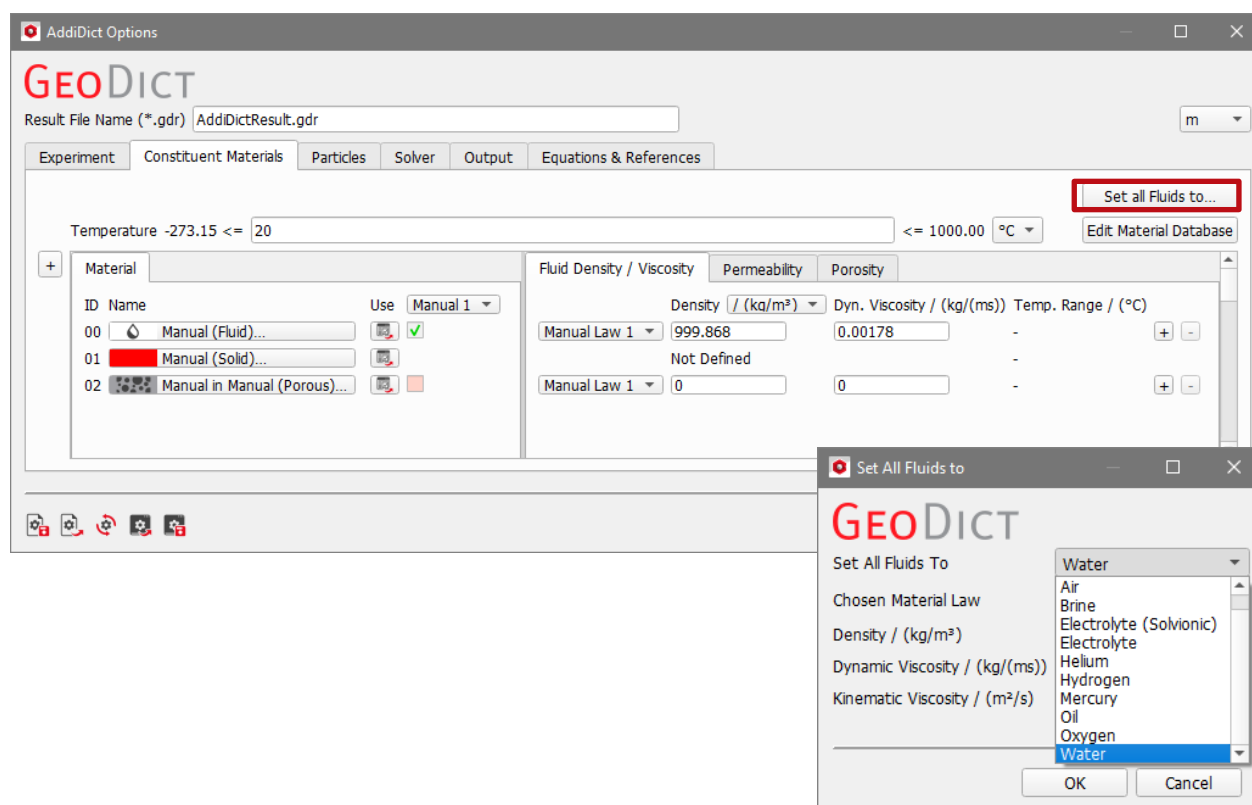 AddiDict Options
GEODICT
Result File Name (*.gdr) AddiDictResult.gdr m
Experiment Constituent Materials Particles Solver Output Equations & References
Set all Fluids to...
Temperature -273.15 <= 20 <= 1000.00 °C Edit Material Database
+ Material Fluid Density / Viscosity Permeability Porosity
ID Name Use Manual 1 Density / (kg/m³) Dyn. Viscosity / (kg/(ms)) Temp. Range / (°C)
00 Manual (Fluid)... Manual Law 1 999.868 0.00178 - + -
01 Manual (Solid)... Not Defined -
02 Manual in Manual (Porous)... Manual Law 1 0 0 - + -
Set All Fluids to
GEODICT
Set All Fluids To Water
Air
Chosen Material Law Brine
Electrolyte (Solvionic)
Density / (kg/m³) Electrolyte
Dynamic Viscosity / (kg/(ms)) Helium
Hydrogen
Kinematic Viscosity / (m²/s) Mercury
Oil
Oxygen
Water
OK Cancel